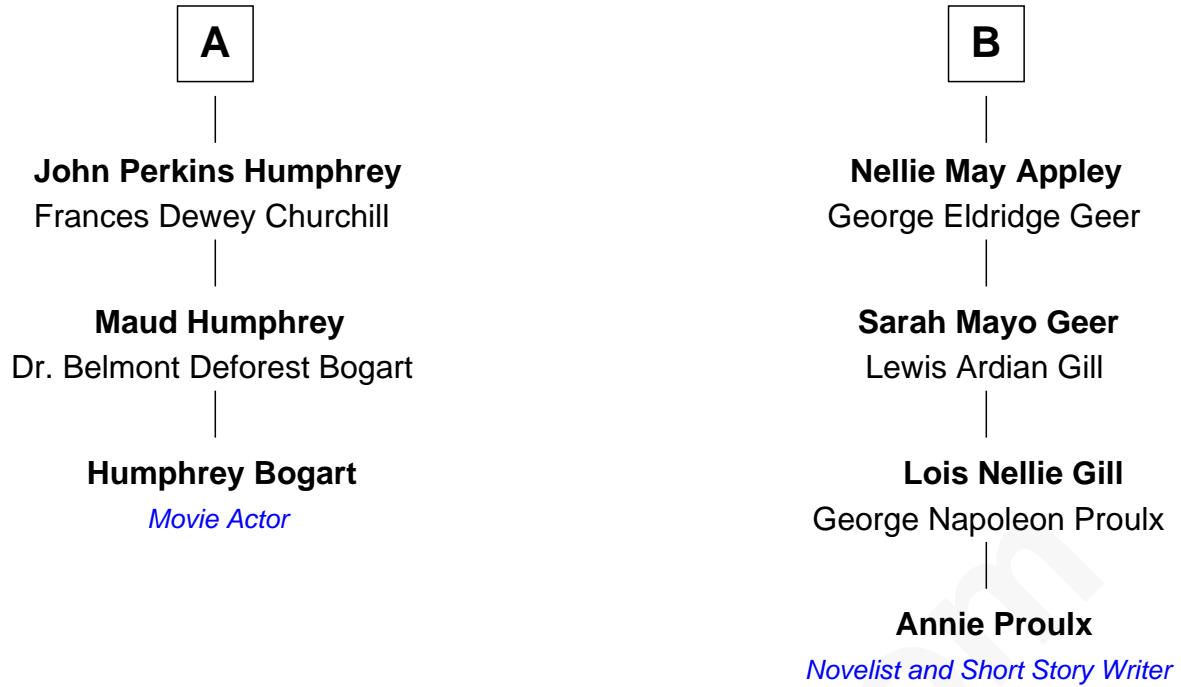 A
John Perkins Humphrey
Frances Dewey Churchill
Maud Humphrey
Dr. Belmont Deforest Bogart
Humphrey Bogart
Movie Actor
B
Nellie May Appley
George Eldridge Geer
Sarah Mayo Geer
Lewis Ardian Gill
Lois Nellie Gill
George Napoleon Proulx
Annie Proulx
Novelist and Short Story Writer